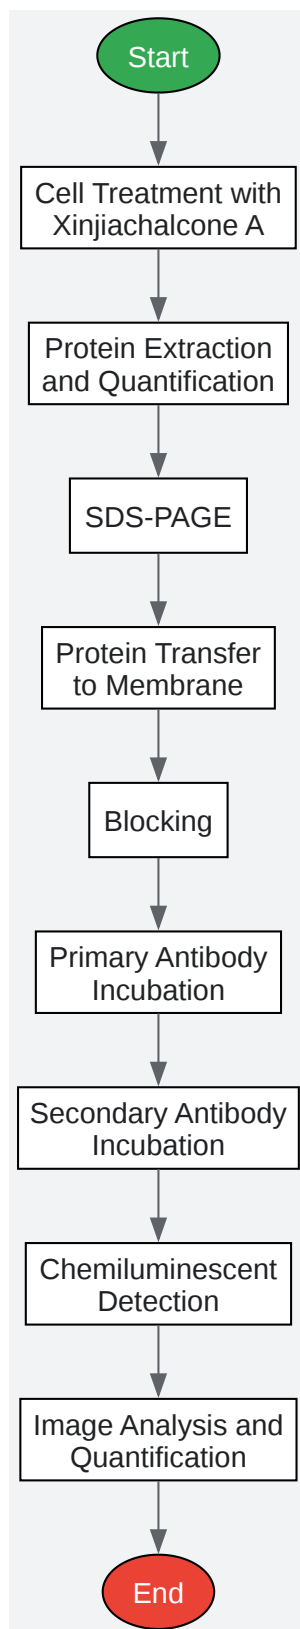 Start
Cell Treatment with
Xinjiachalcone A
Protein Extraction
and Quantification
SDS-PAGE
Protein Transfer
to Membrane
Blocking
Primary Antibody
Incubation
Secondary Antibody
Incubation
Chemiluminescent
Detection
Image Analysis and
Quantification
End